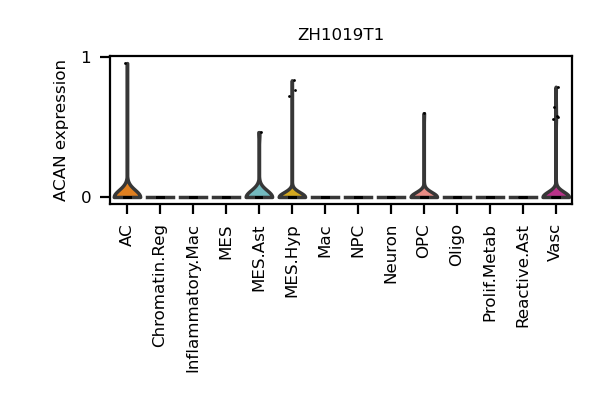 ZH1019T1
ACAN expression
1
0
AC
Chromatin.Reg
Inflammatory.Mac
MES
MES.Ast
MES.Hyp
Mac
NPC
Neuron
OPC
Oligo
Prolif.Metab
Reactive.Ast
Vasc